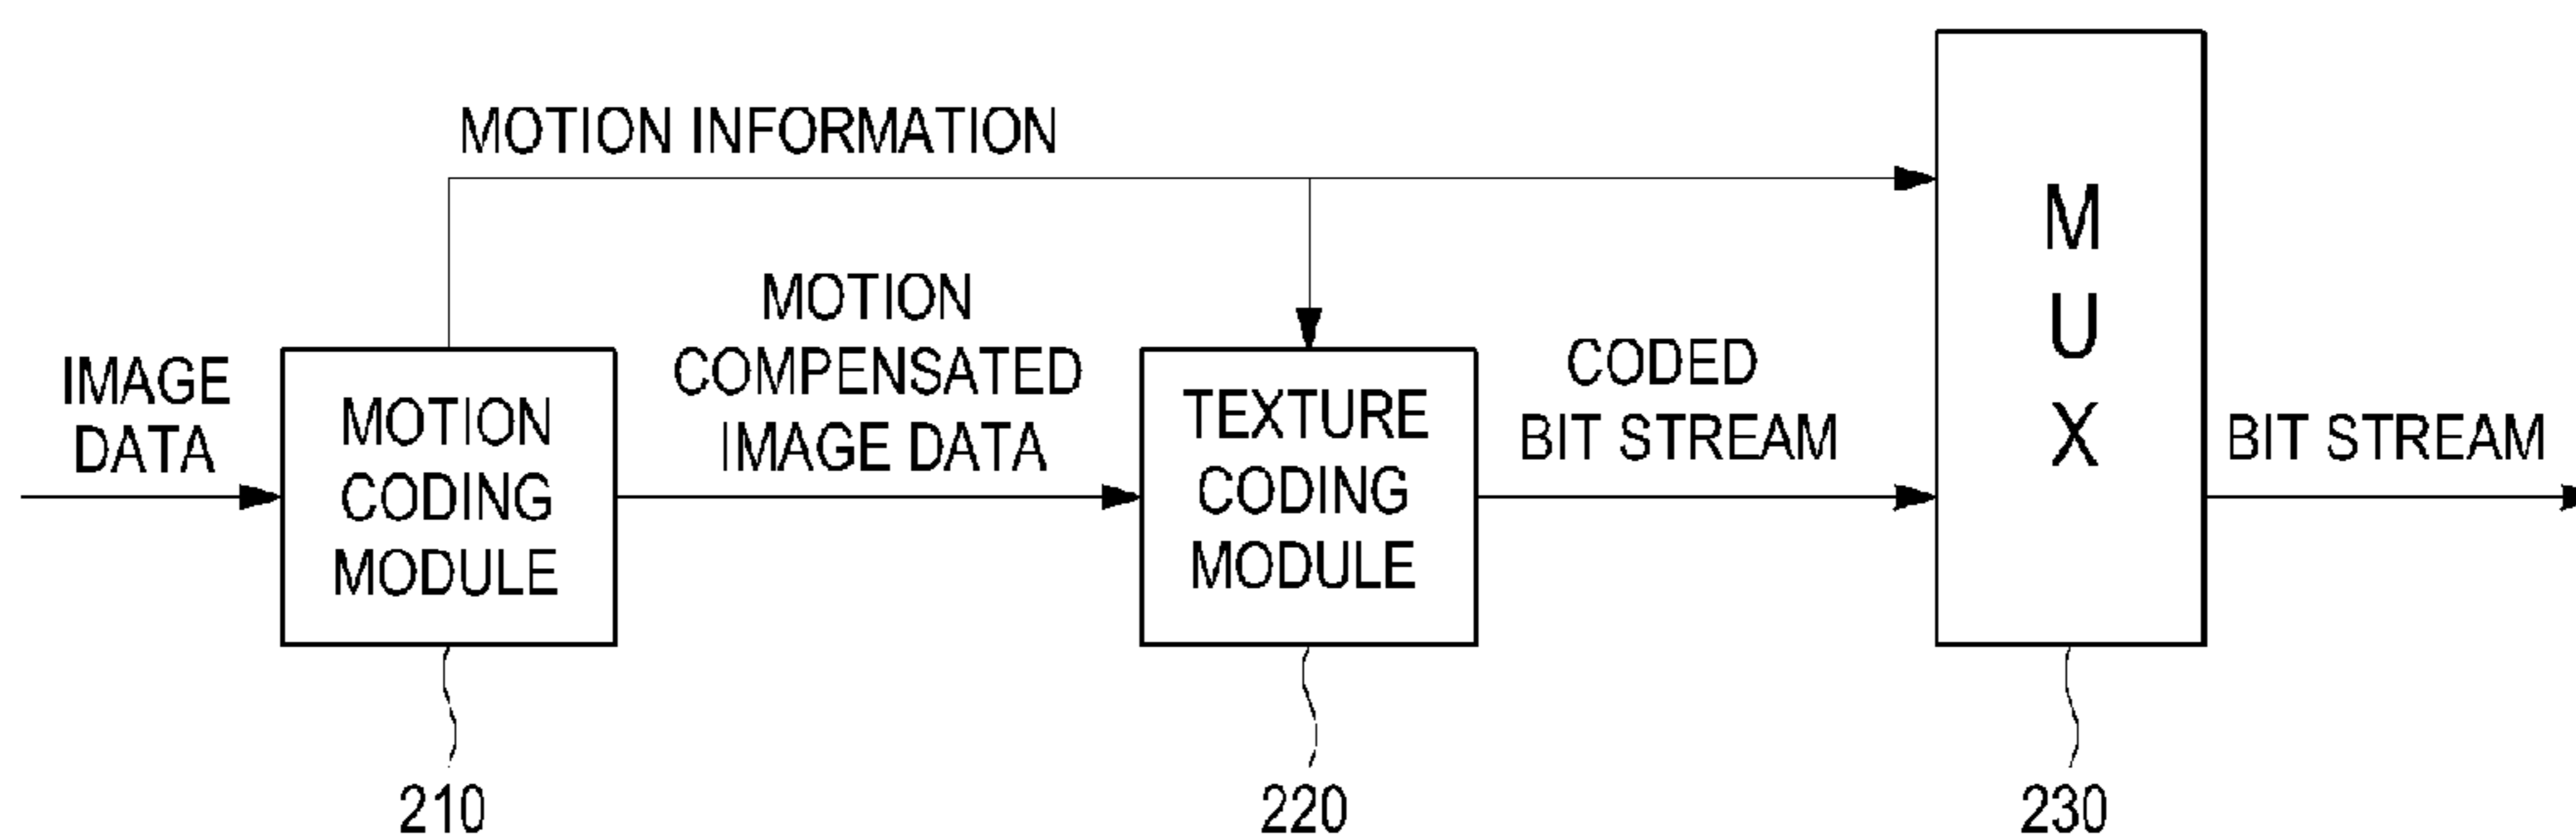 MOTION INFORMATION
IMAGE
DATA
MOTION
CODING
MODULE
MOTION
COMPENSATED
IMAGE DATA
TEXTURE
CODING
MODULE
CODED
BIT STREAM
M
U
X
BIT STREAM
210
220
230